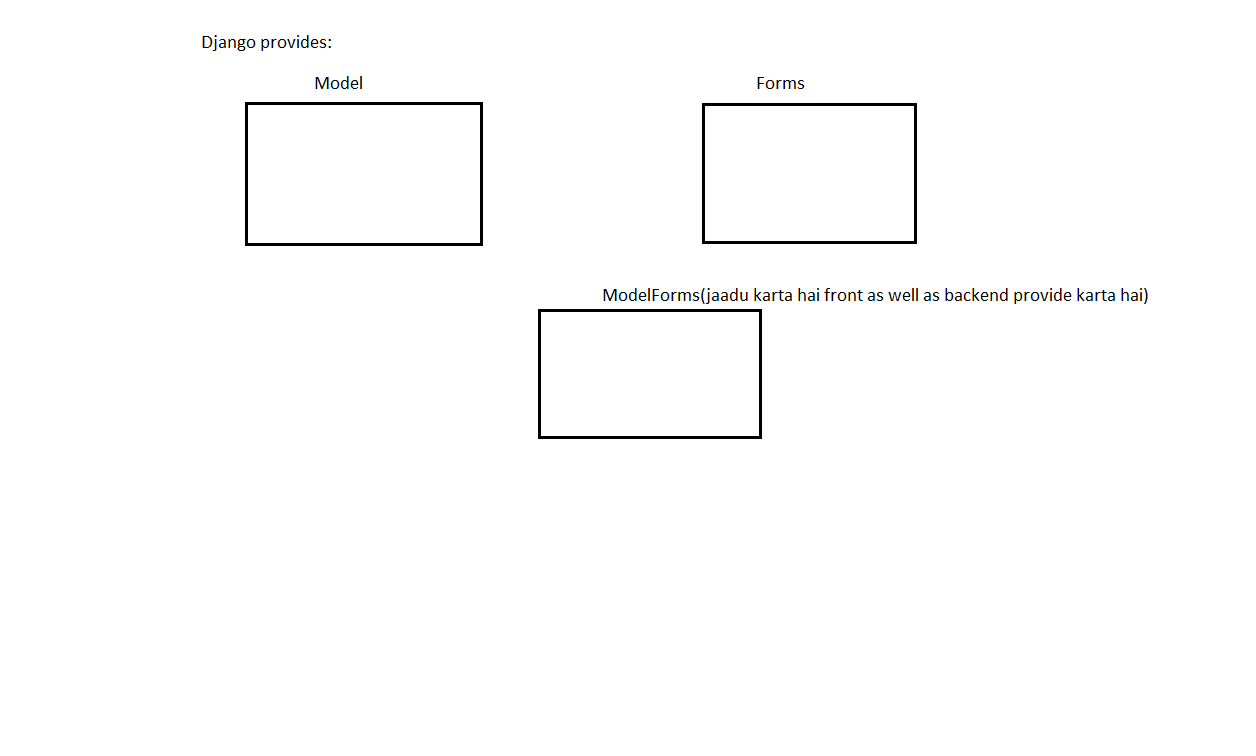 Django provides:
Model
Forms
ModelForms(jaadu karta hai front as well as backend provide karta hai)